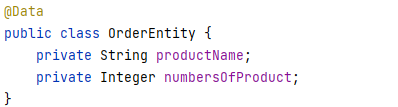 @Data
public class OrderEntity {
    private String productName;
    private Integer numbersOfProduct;
}